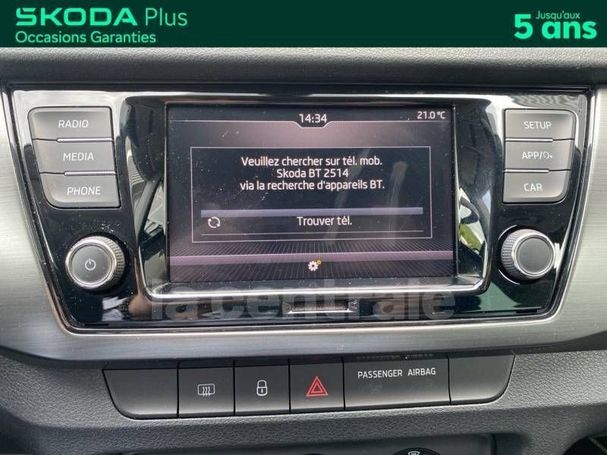 SKODA Plus
Occasions Garanties
Jusqu'aux
5 ans
14:34
21.0 °C
RADIO
MEDIA
PHONE
Veuillez chercher sur tél. mob.
Skoda BT 2514
via la recherche d'appareils BT.
Trouver tél.
SETUP
APP/
CAR
la centrale
PASSENGER AIRBAG